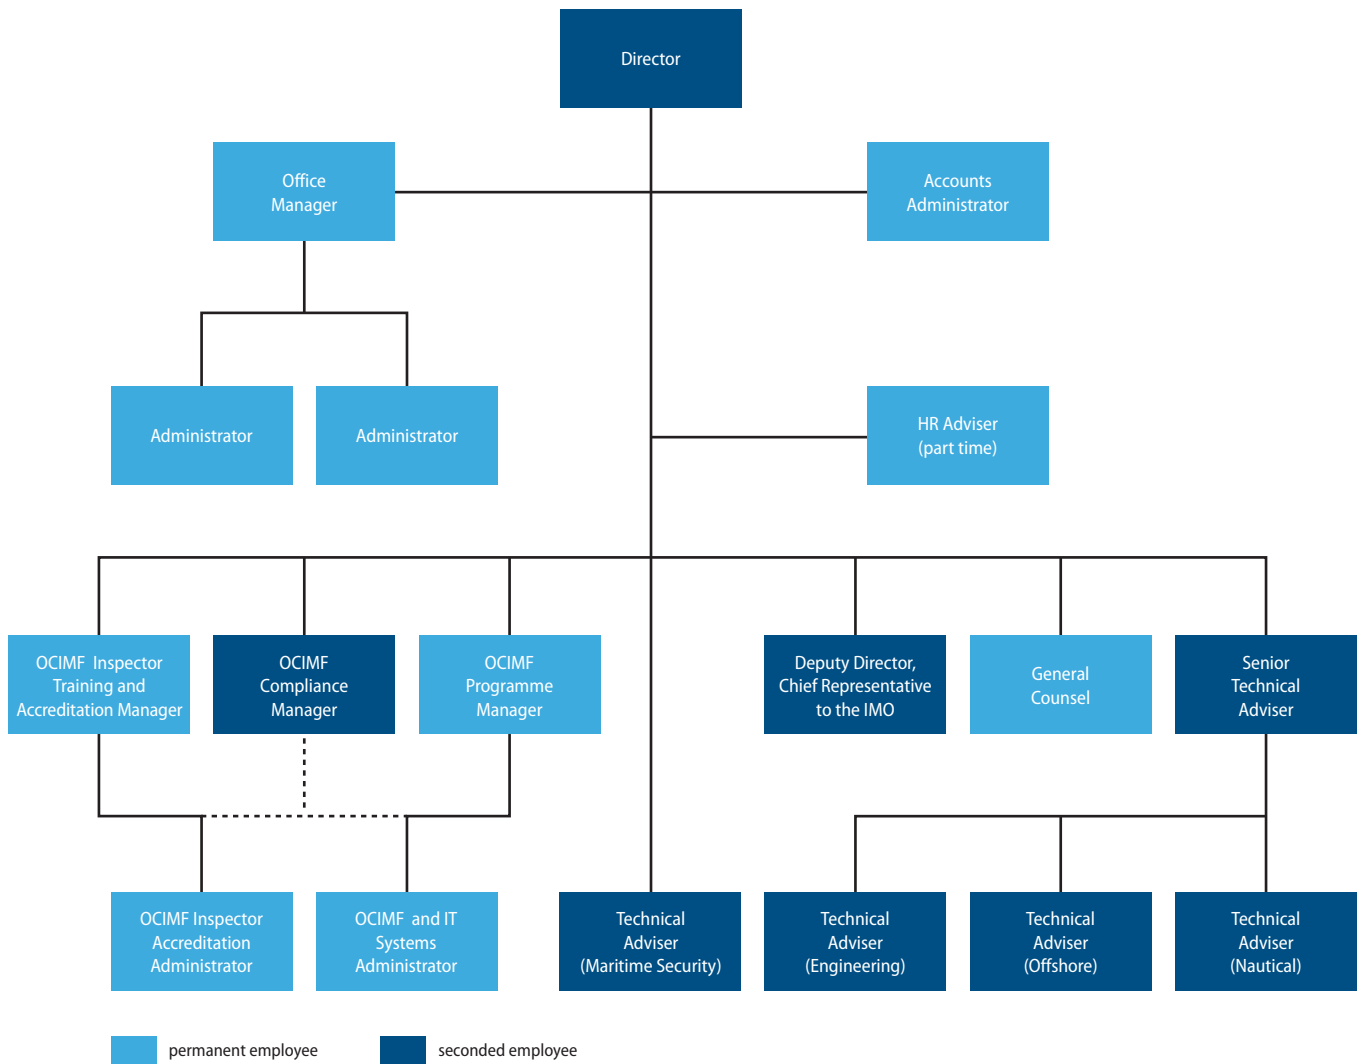 Director
Office
Manager
Accounts
Administrator
Administrator
Administrator
HR Adviser
(part time)
OCIMF Inspector
Training and
Accreditation Manager
OCIMF
Compliance
Manager
OCIMF
Programme
Manager
Deputy Director,
Chief Representative
to the IMO
General
Counsel
Senior
Technical
Adviser
OCIMF Inspector
Accreditation
Administrator
OCIMF and IT
Systems
Administrator
Technical
Adviser
(Maritime Security)
Technical
Adviser
(Engineering)
Technical
Adviser
(Offshore)
Technical
Adviser
(Nautical)
permanent employee
seconded employee